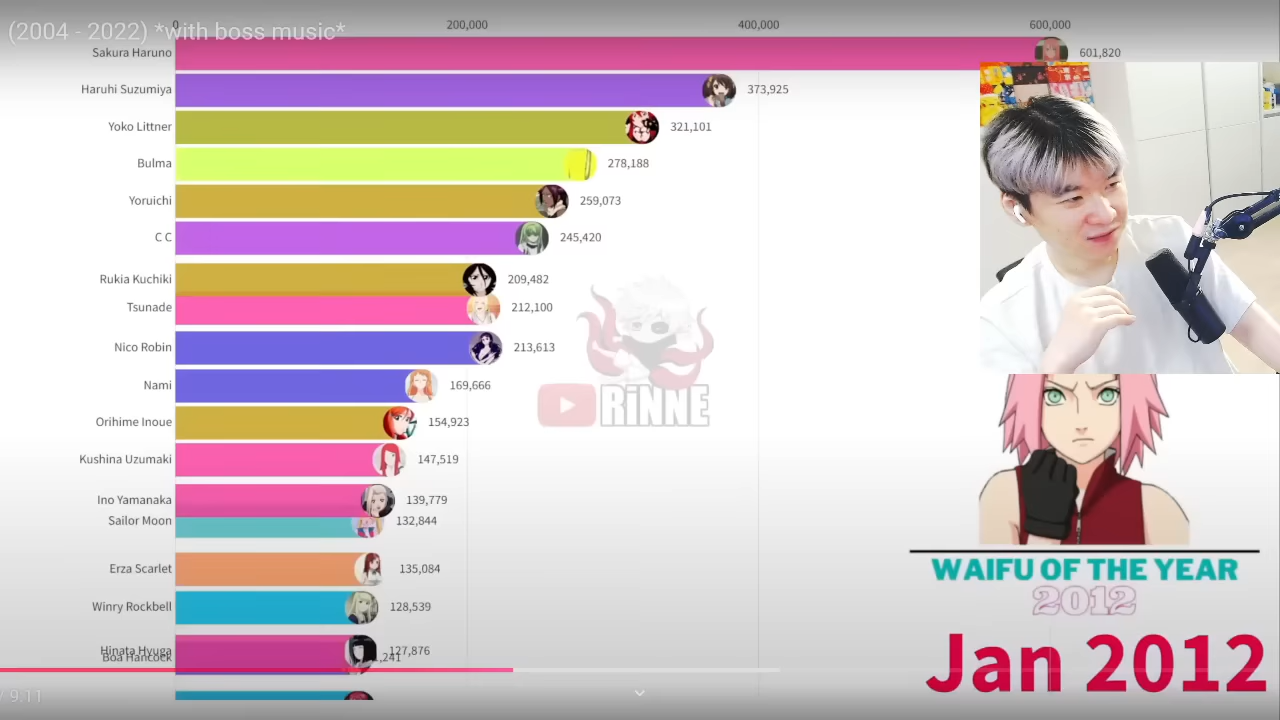 (2004 - 2022) *with boss music*
0
200,000
400,000
600,000
Sakura Haruno 601,820
Haruhi Suzumiya 373,925
Yoko Littner 321,101
Bulma 278,188
Yoruichi 259,073
C C 245,420
Rukia Kuchiki 209,482
Tsunade 212,100
Nico Robin 213,613
Nami 169,666
Orihime Inoue 154,923
Kushina Uzumaki 147,519
Ino Yamanaka 139,779
Sailor Moon 132,844
Erza Scarlet 135,084
Winry Rockbell 128,539
Hinata Hyuga 127,876
Boa Hancock
RiNNE
WAIFU OF THE YEAR
2012
Jan 2012
/ 9:11